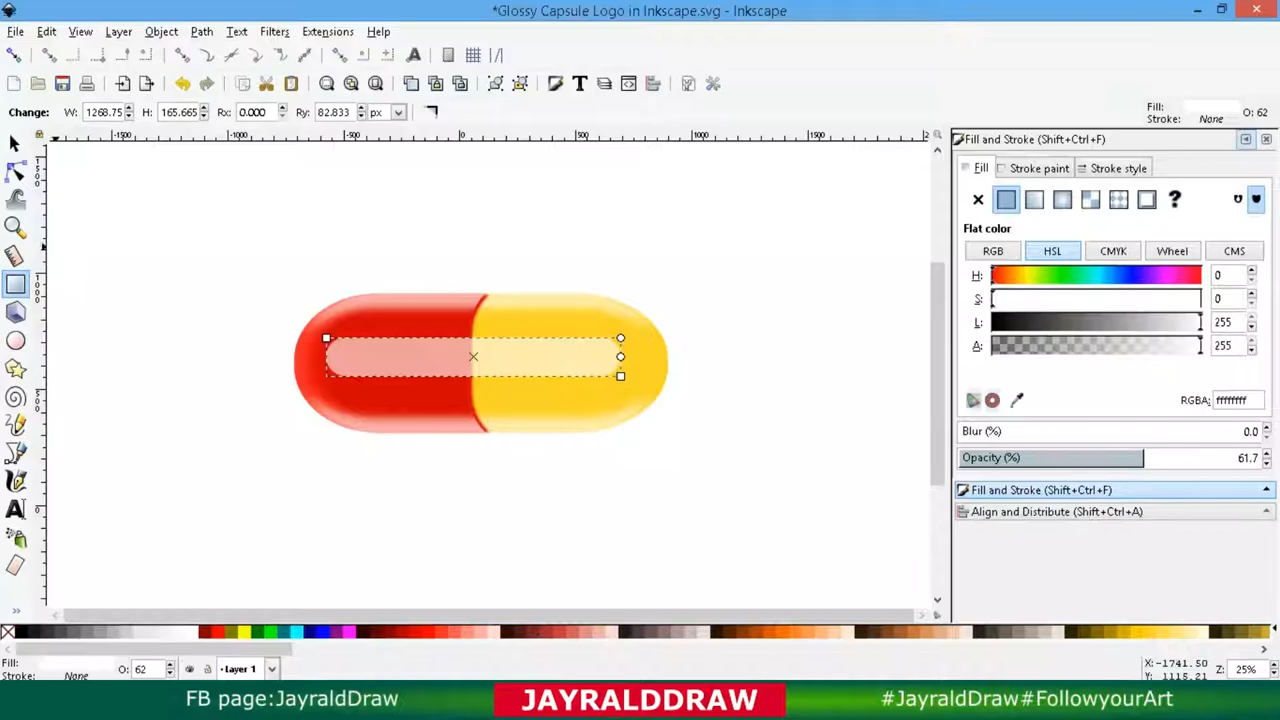 *Glossy Capsule Logo in Inkscape.svg - Inkscape
File Edit View Layer Object Path Text Filters Extensions Help
Change: W: 1268.75 H: 165.665 Rx: 0.000 Ry: 82.833 px
Fill: O: 62
Stroke: None
Fill and Stroke (Shift+Ctrl+F)
Fill Stroke paint Stroke style
Flat color
RGB HSL CMYK Wheel CMS
H: 0
S: 0
L: 255
A: 255
RGBA: ffffffff
Blur (%) 0.0
Opacity (%) 61.7
Fill and Stroke (Shift+Ctrl+F)
Align and Distribute (Shift+Ctrl+A)
Fill: O: 62 Layer 1
Stroke: None
X: -1741.50
Y: 1115.21
Z: 25%
FB page:JayraldDraw JAYRALDDRAW #JayraldDraw#FollowyourArt